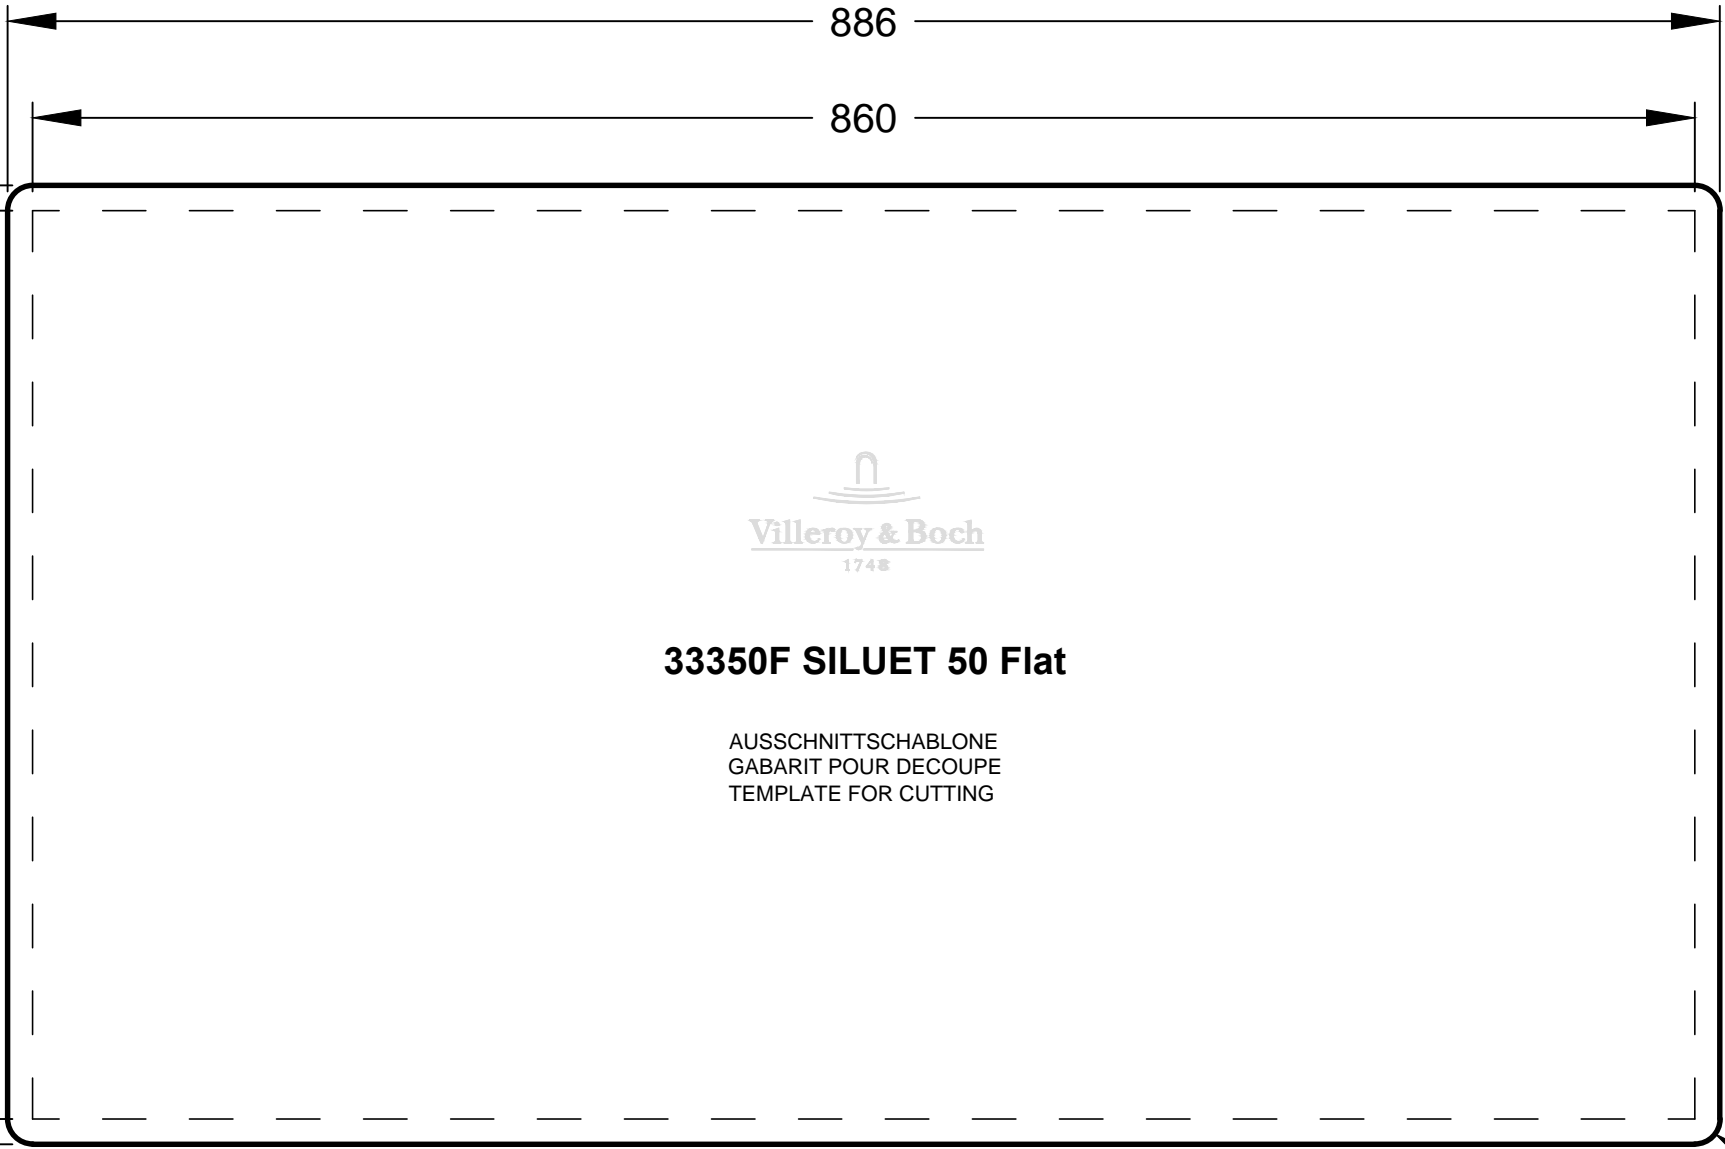 886
860
Villeroy & Boch
1748
33350F SILUET 50 Flat
AUSSCHNITTSCHABLONE
GABARIT POUR DECOUPE
TEMPLATE FOR CUTTING